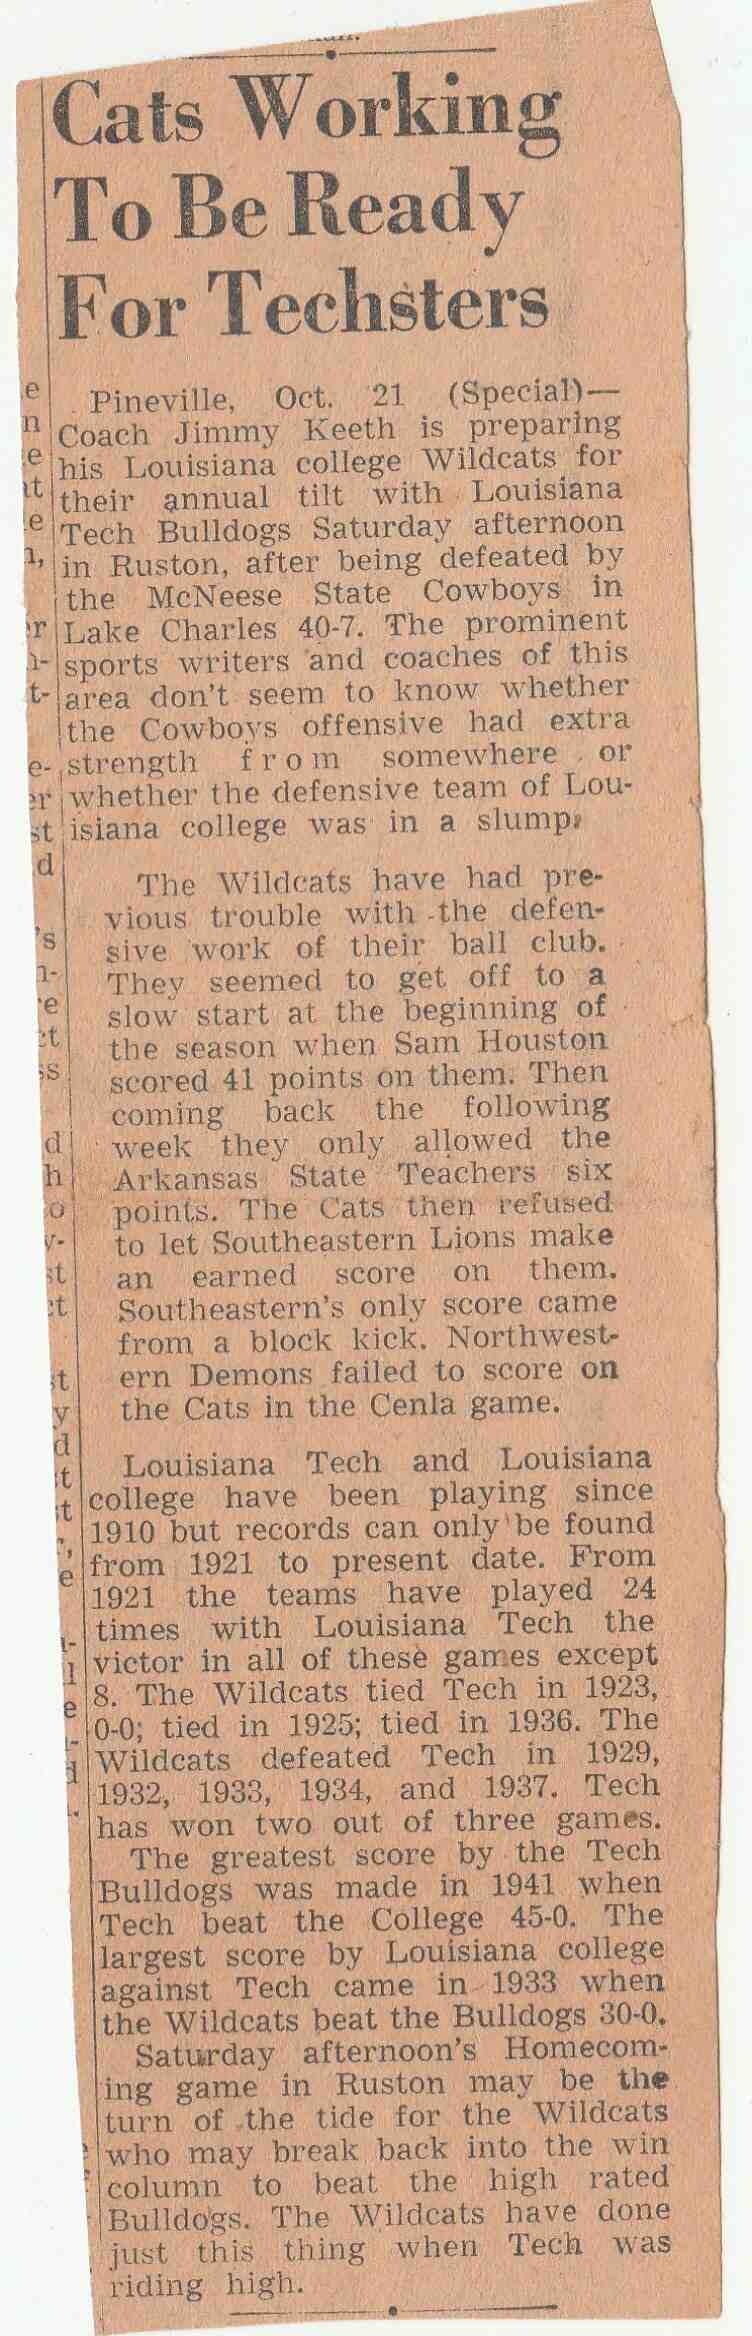 Cats Working
To Be Ready
For Techsters
Pineville, Oct. 21 (Special)—
Coach Jimmy Keeth is preparing
his Louisiana college Wildcats for
their annual tilt with Louisiana
Tech Bulldogs Saturday afternoon
in Ruston, after being defeated by
the McNeese State Cowboys in
Lake Charles 40-7. The prominent
sports writers and coaches of this
area don't seem to know whether
the Cowboys offensive had extra
strength from somewhere or
whether the defensive team of Lou-
isiana college was in a slump.
The Wildcats have had pre-
vious trouble with the defen-
sive work of their ball club.
They seemed to get off to a
slow start at the beginning of
the season when Sam Houston
scored 41 points on them. Then
coming back the following
week they only allowed the
Arkansas State Teachers six
points. The Cats then refused
to let Southeastern Lions make
an earned score on them.
Southeastern's only score came
from a block kick. Northwest-
ern Demons failed to score on
the Cats in the Cenla game.
Louisiana Tech and Louisiana
college have been playing since
1910 but records can only be found
from 1921 to present date. From
1921 the teams have played 24
times with Louisiana Tech the
victor in all of these games except
8. The Wildcats tied Tech in 1923,
0-0; tied in 1925; tied in 1936. The
Wildcats defeated Tech in 1929,
1932, 1933, 1934, and 1937. Tech
has won two out of three games.
The greatest score by the Tech
Bulldogs was made in 1941 when
Tech beat the College 45-0. The
largest score by Louisiana college
against Tech came in 1933 when
the Wildcats beat the Bulldogs 30-0.
Saturday afternoon's Homecom-
ing game in Ruston may be the
turn of the tide for the Wildcats
who may break back into the win
column to beat the high rated
Bulldogs. The Wildcats have done
just this thing when Tech was
riding high.